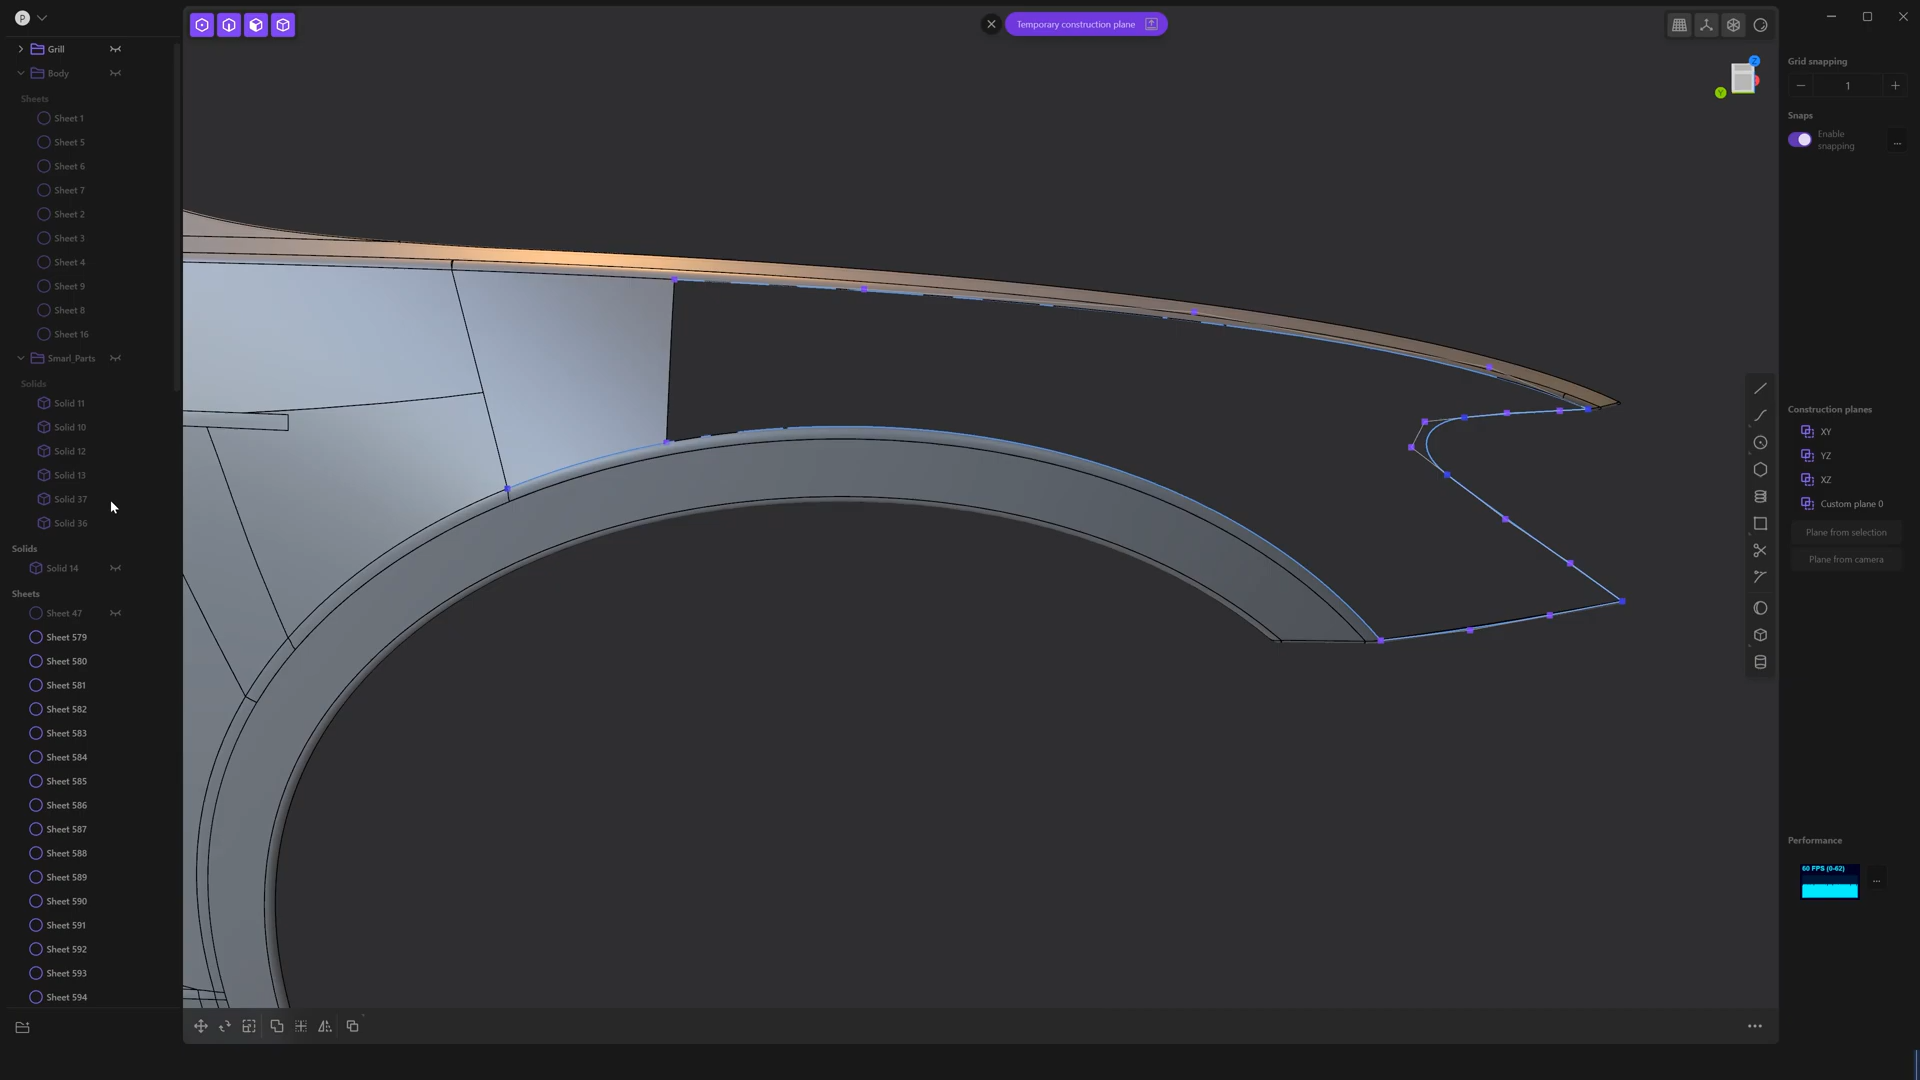 P
Temporary construction plane
Grill
Body
Sheets
Sheet 1
Sheet 5
Sheet 6
Sheet 7
Sheet 2
Sheet 3
Sheet 4
Sheet 9
Sheet 8
Sheet 16
Smarl_Parts
Solids
Solid 11
Solid 10
Solid 12
Solid 13
Solid 37
Solid 36
Solids
Solid 14
Sheets
Sheet 47
Sheet 579
Sheet 580
Sheet 581
Sheet 582
Sheet 583
Sheet 584
Sheet 585
Sheet 586
Sheet 587
Sheet 588
Sheet 589
Sheet 590
Sheet 591
Sheet 592
Sheet 593
Sheet 594
Z
Y
Grid snapping
1
Snaps
Enable
snapping
...
Construction planes
XY
YZ
XZ
Custom plane 0
Plane from selection
Plane from camera
Performance
60 FPS (0-62)
...